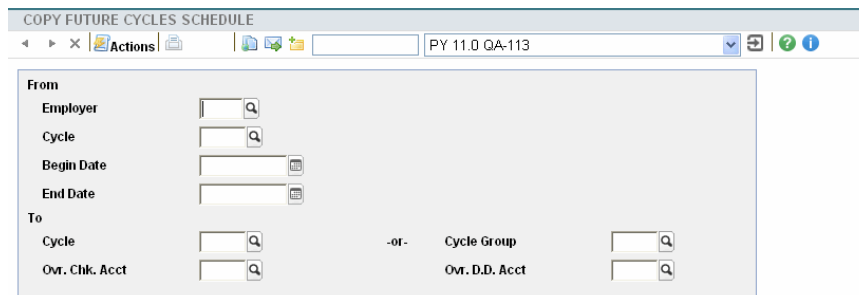 COPY FUTURE CYCLES SCHEDULE
Actions PY 11.0 QA-113
From
Employer
Cycle
Begin Date
End Date
To
Cycle -or- Cycle Group
Ovr. Chk. Acct Ovr. D.D. Acct